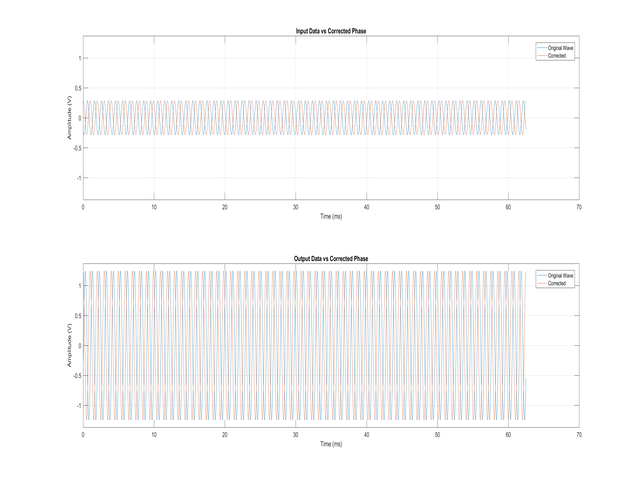 Input Data vs Corrected Phase
Original Wave
Corrected
1
0.5
0
-0.5
-1
Amplitude (V)
0 10 20 30 40 50 60 70
Time (ms)
Output Data vs Corrected Phase
Original Wave
Corrected
1
0.5
0
-0.5
-1
Amplitude (V)
0 10 20 30 40 50 60 70
Time (ms)